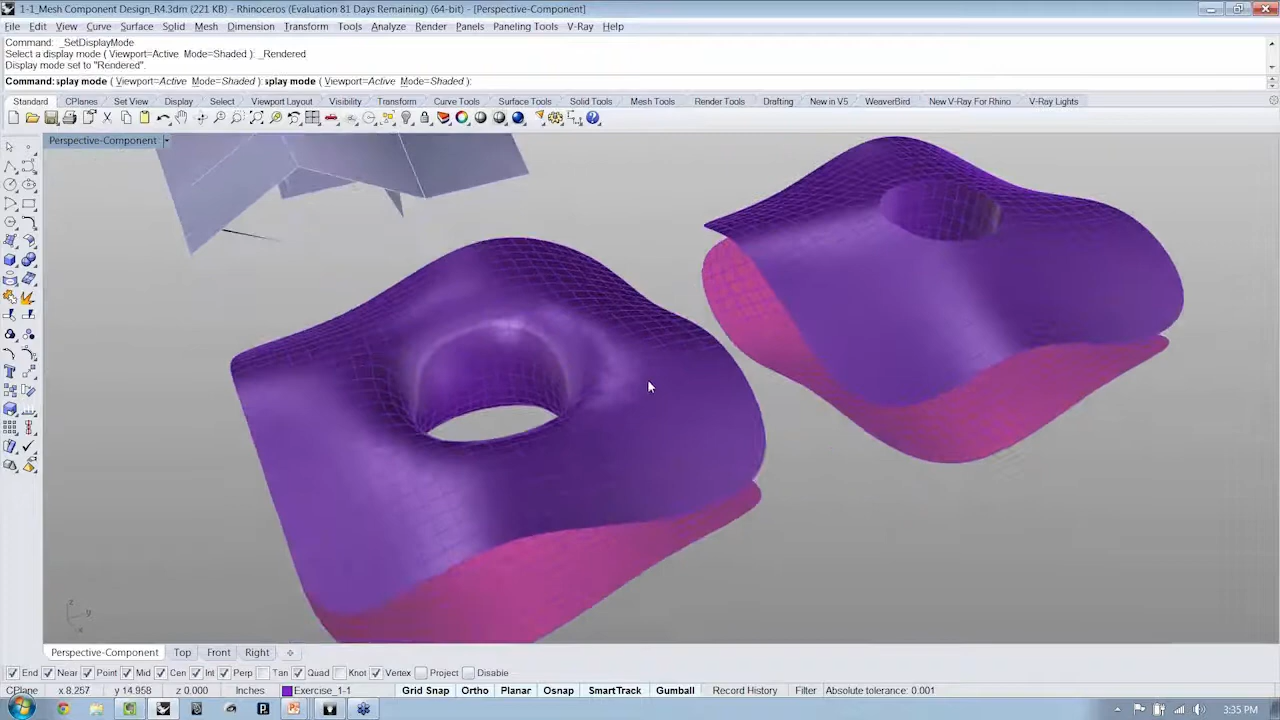 1-1_Mesh Component Design_R4.3dm (221 KB) - Rhinoceros (Evaluation 81 Days Remaining) (64-bit) - [Perspective-Component]
File Edit View Curve Surface Solid Mesh Dimension Transform Tools Analyze Render Panels Paneling Tools V-Ray Help
Command: _SetDisplayMode
Select a display mode ( Viewport=Active Mode=Shaded ): _Rendered
Display mode set to "Rendered".
Command: splay mode ( Viewport=Active Mode=Shaded ): splay mode ( Viewport=Active Mode=Shaded ):
Standard CPlanes Set View Display Select Viewport Layout Visibility Transform Curve Tools Surface Tools Solid Tools Mesh Tools Render Tools Drafting New in V5 WeaverBird New V-Ray For Rhino V-Ray Lights
Perspective-Component
z
y
x
Perspective-Component Top Front Right
End Near Point Mid Cen Int Perp Tan Quad Knot Vertex Project Disable
CPlane x 8.257 y 14.958 z 0.000 Inches Exercise_1-1 Grid Snap Ortho Planar Osnap SmartTrack Gumball Record History Filter Absolute tolerance: 0.001
3:35 PM